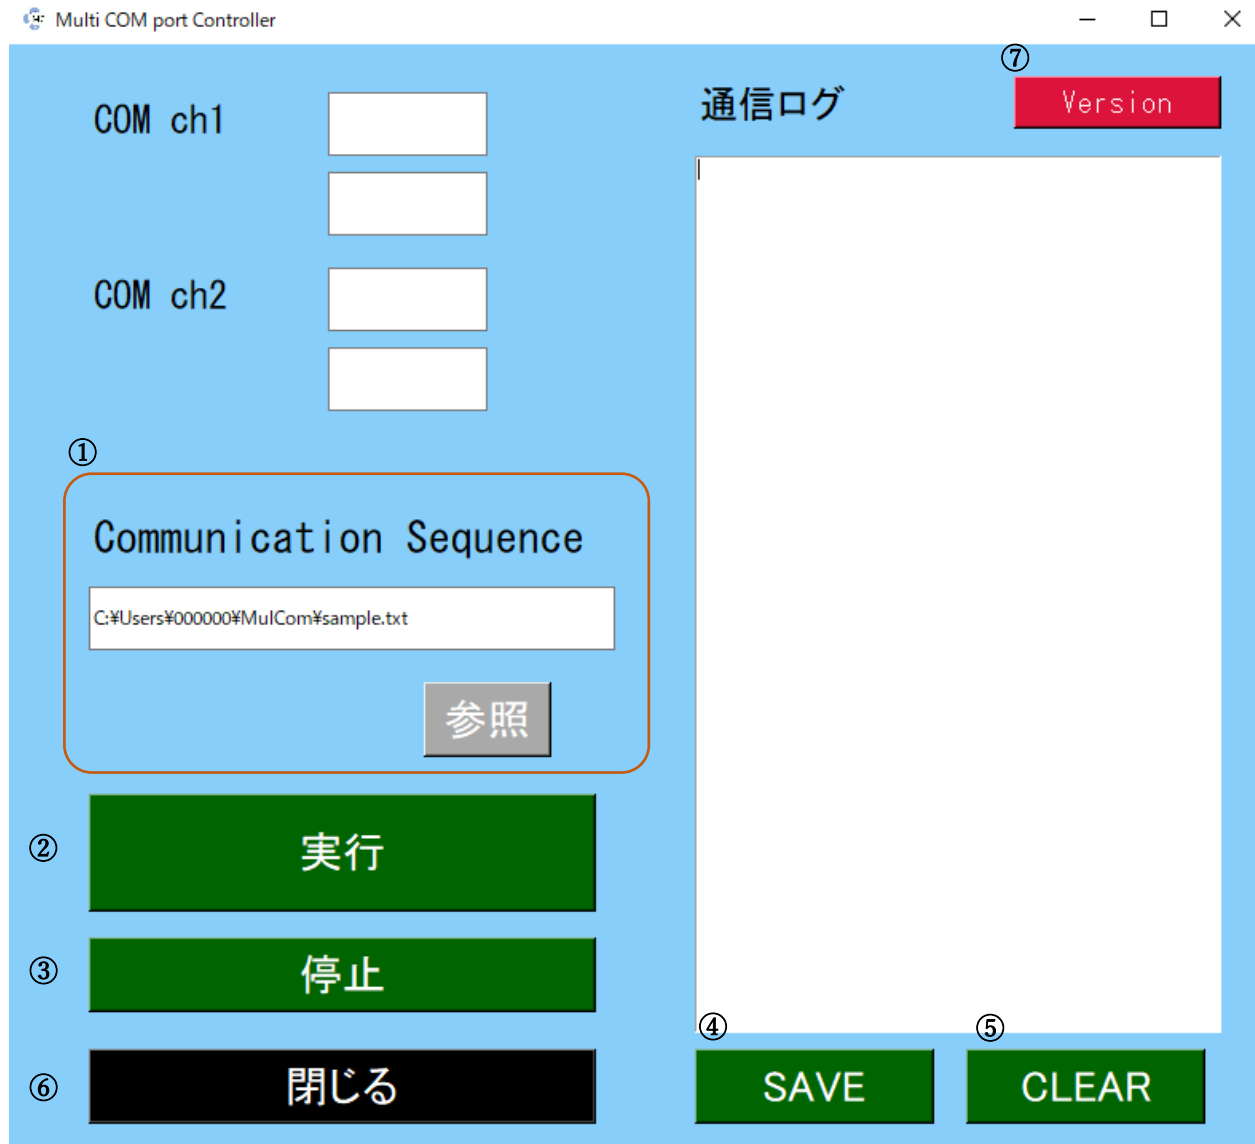 Multi COM port Controller
COM ch1
COM ch2
①
Communication Sequence
C:¥Users¥000000¥MulCom¥sample.txt
参照
②
実行
③
停止
⑥
閉じる
通信ログ
⑦
Version
④
SAVE
⑤
CLEAR